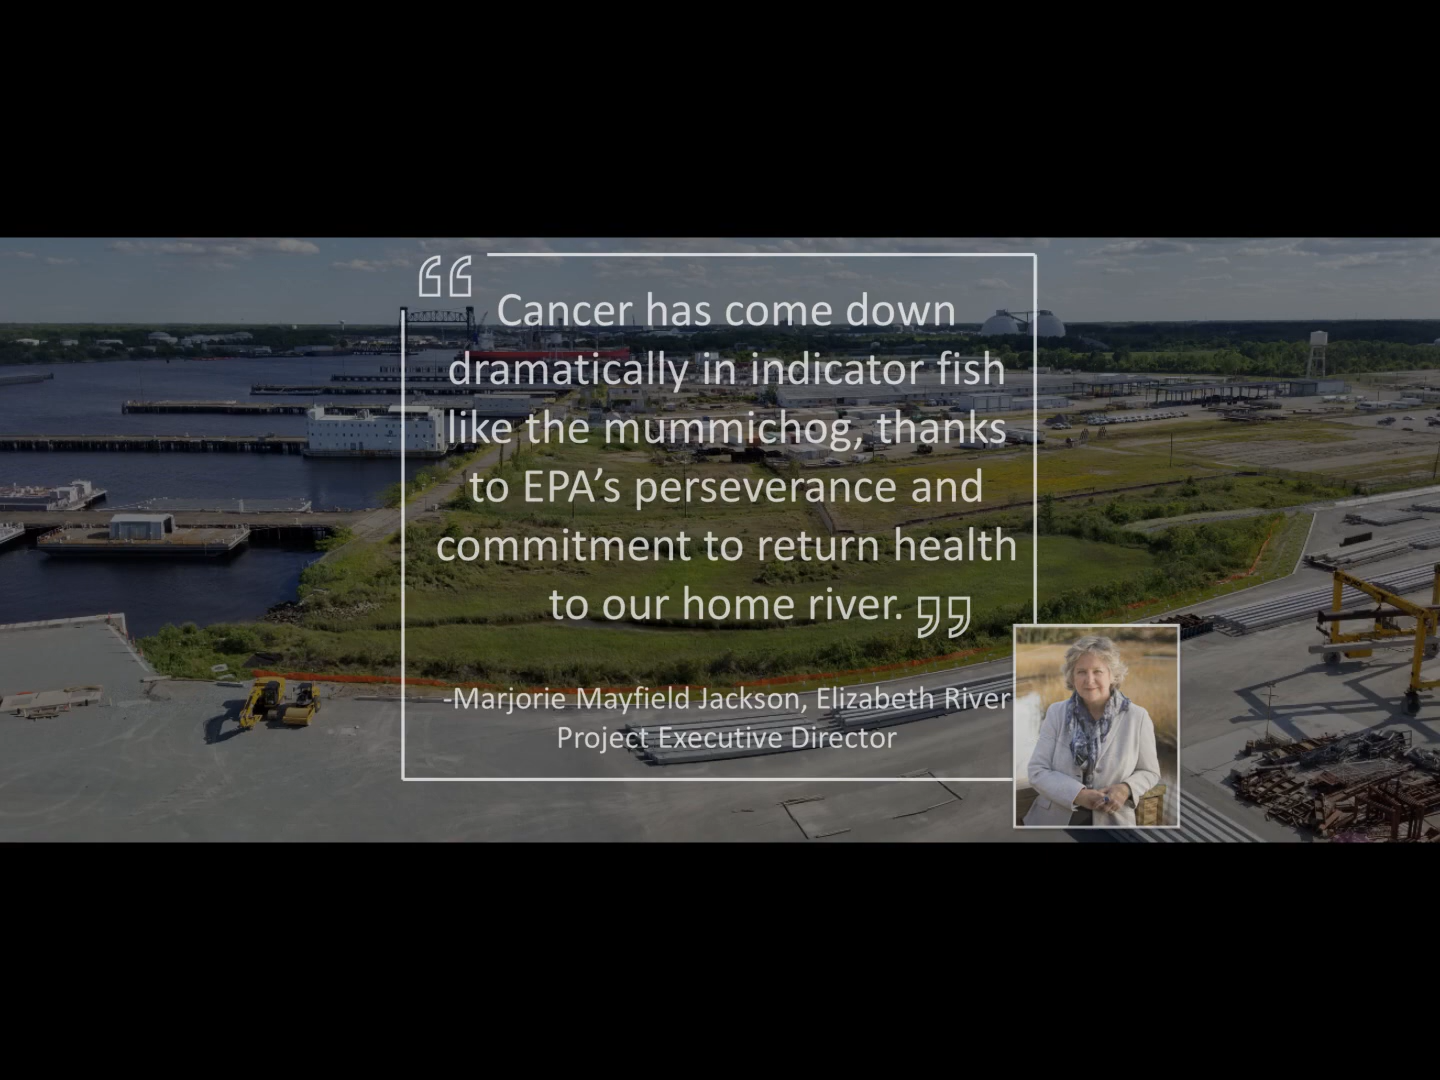 “
Cancer has come down
dramatically in indicator fish
like the mummichog, thanks
to EPA’s perseverance and
commitment to return health
to our home river. ”
-Marjorie Mayfield Jackson, Elizabeth River
Project Executive Director